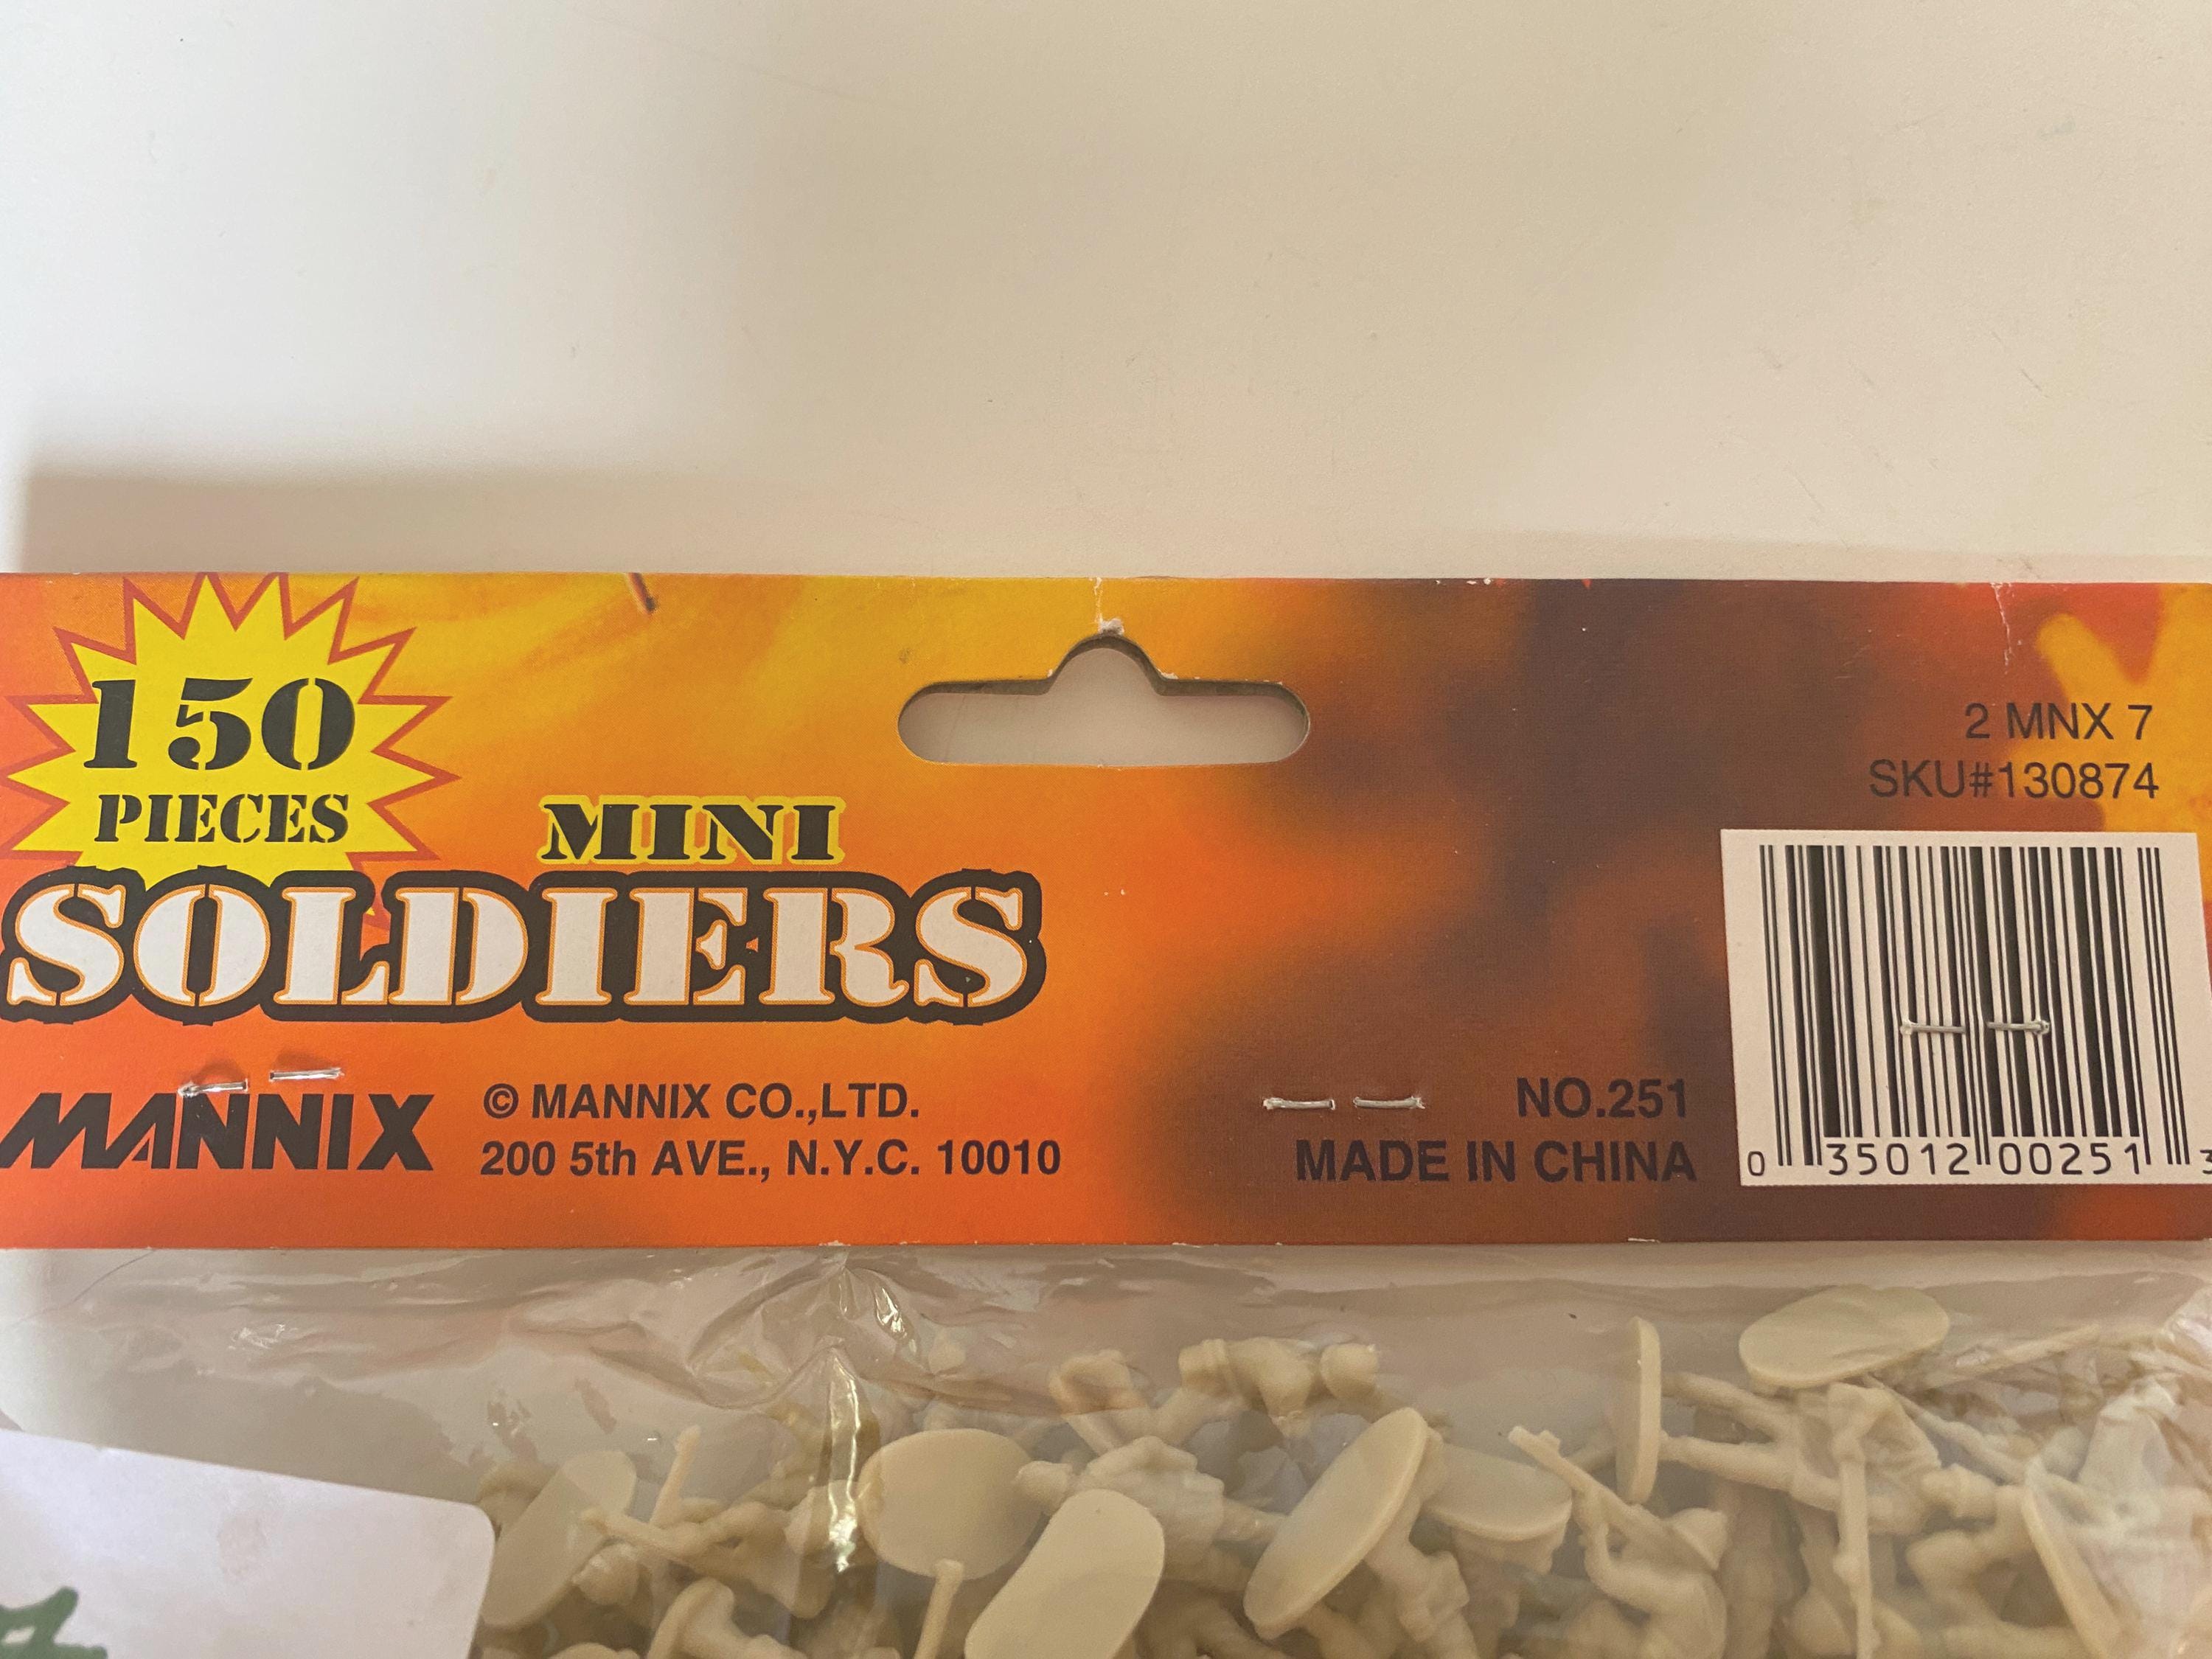 150
PIECES
MINI
SOLDIERS
MANNIX
© MANNIX CO.,LTD.
200 5th AVE., N.Y.C. 10010
NO.251
MADE IN CHINA
2 MNX 7
SKU#130874
0 35012 00251 3